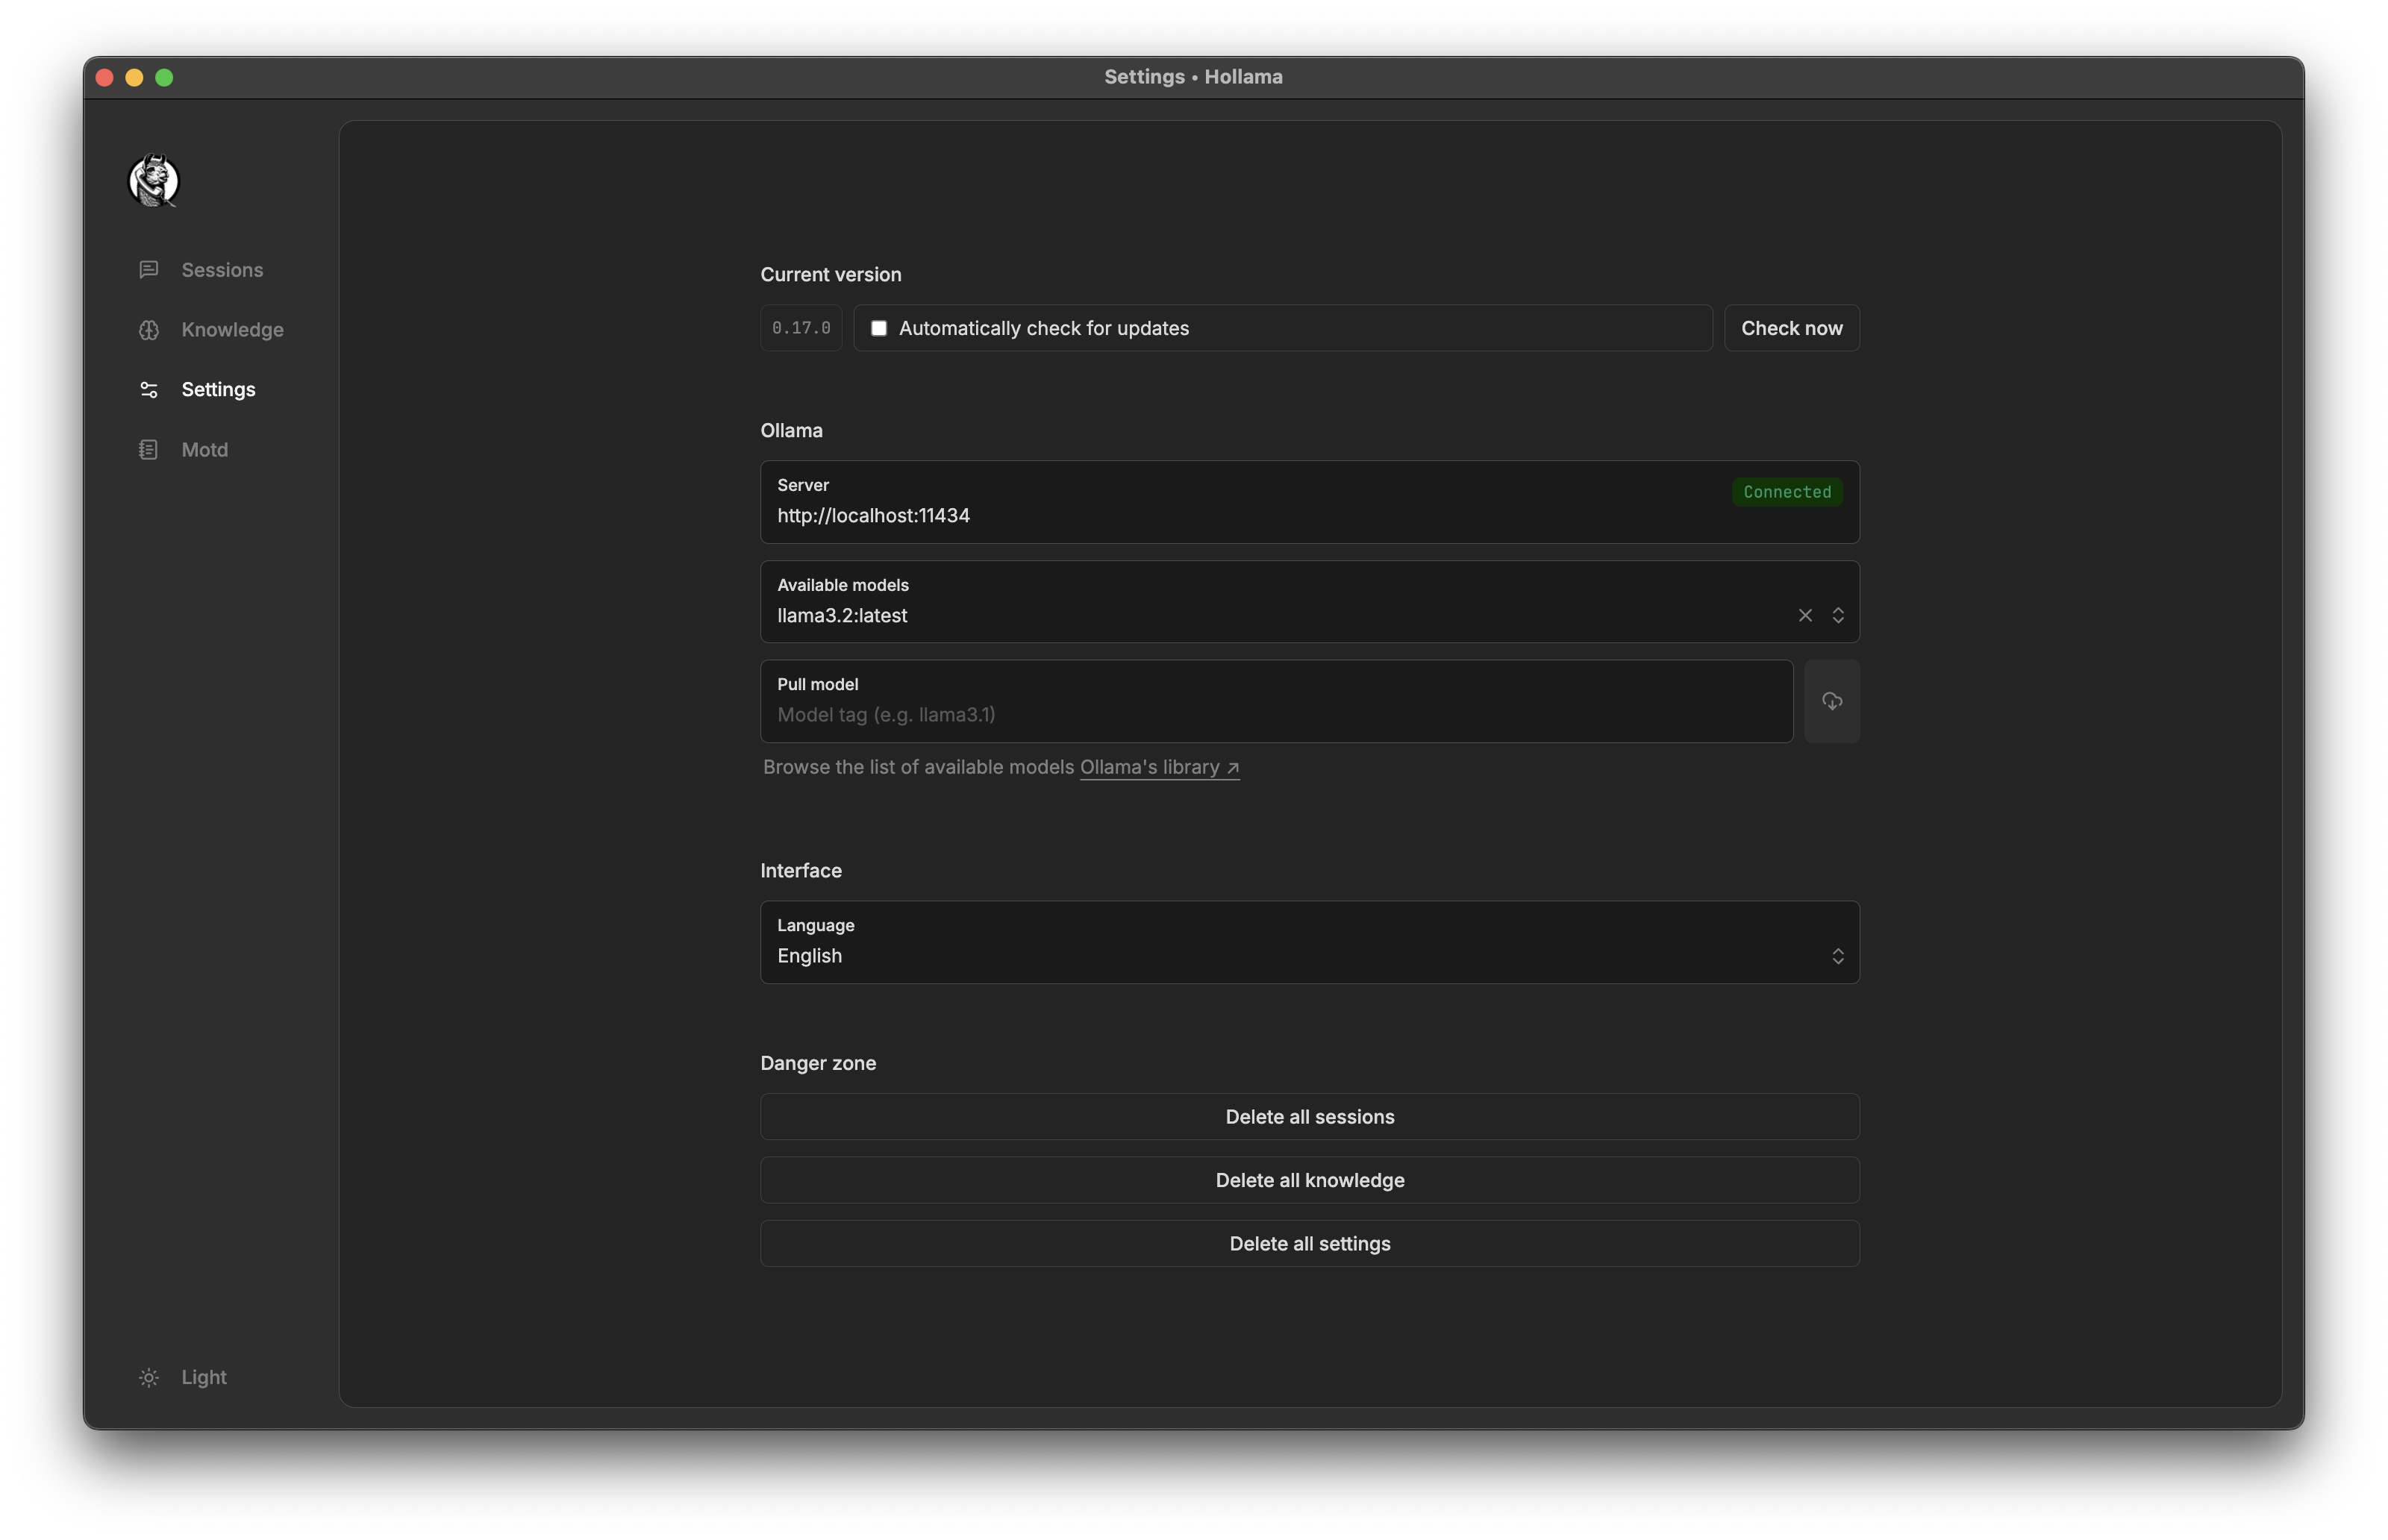 Settings • Hollama
Sessions
Knowledge
Settings
Motd
Light
Current version
0.17.0
Automatically check for updates
Check now
Ollama
Server
Connected
http://localhost:11434
Available models
llama3.2:latest
Pull model
Model tag (e.g. llama3.1)
Browse the list of available models Ollama's library ↗
Interface
Language
English
Danger zone
Delete all sessions
Delete all knowledge
Delete all settings